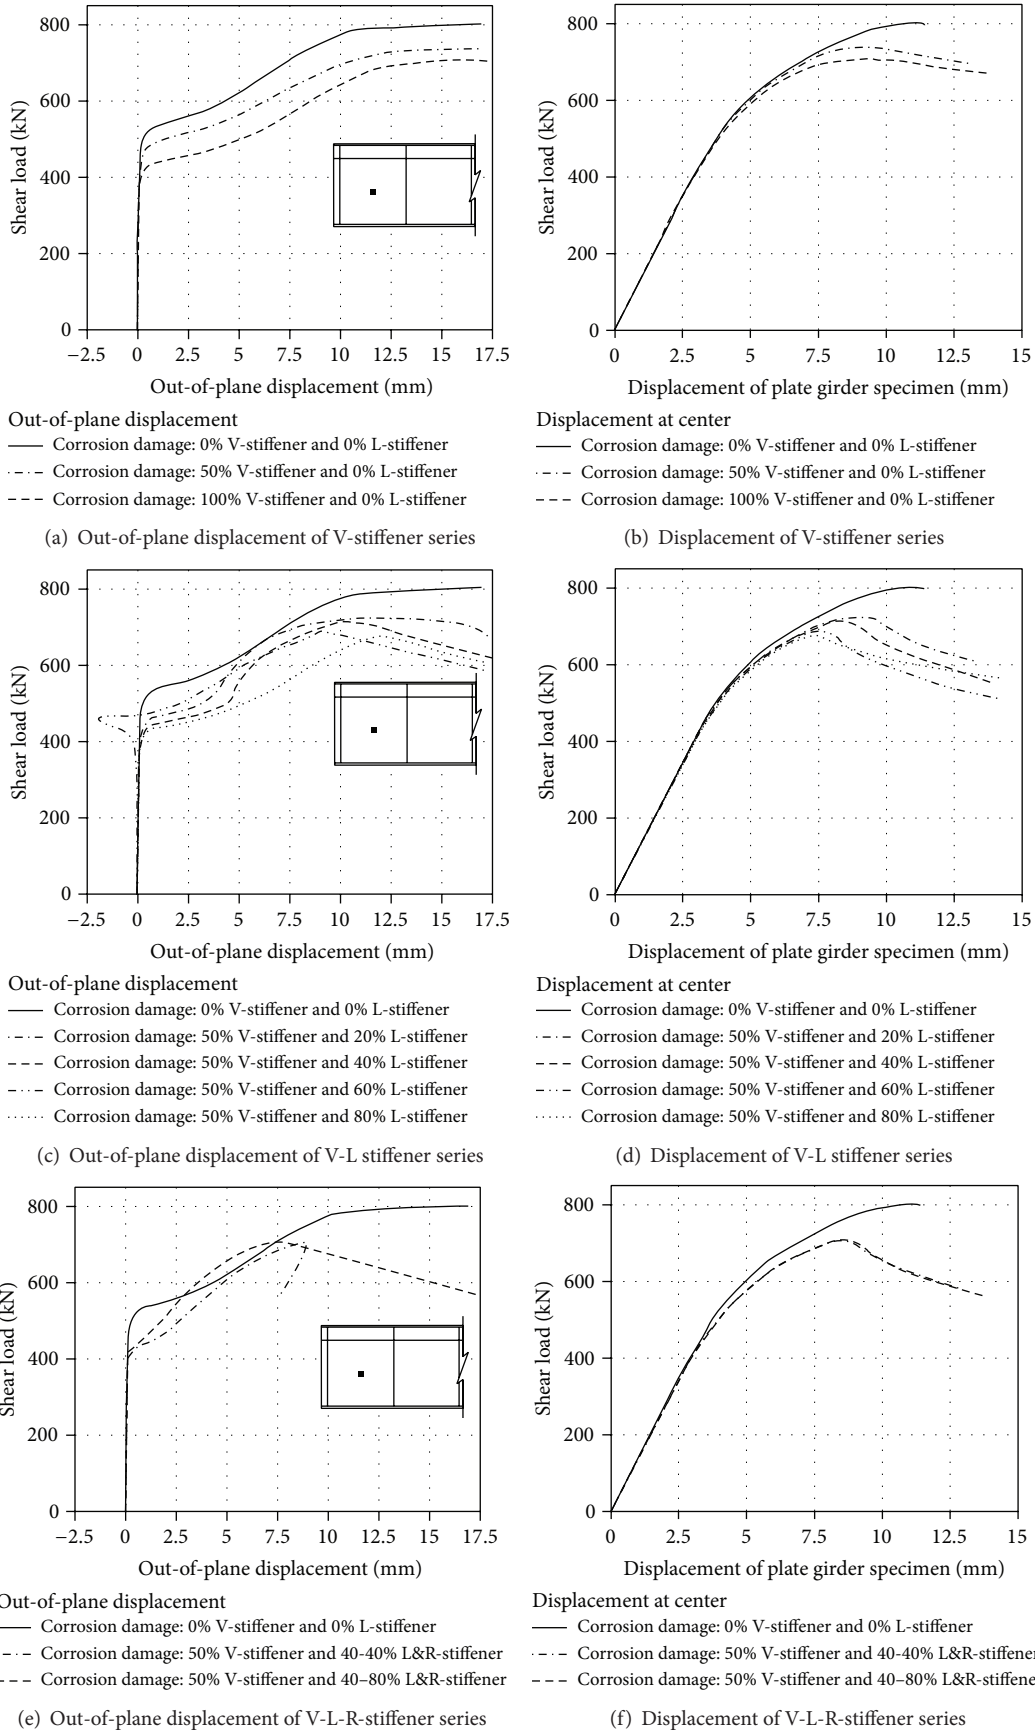 800
600
400
200
0
Shear load (kN)
−2.5 0 2.5 5 7.5 10 12.5 15 17.5
Out-of-plane displacement (mm)
Out-of-plane displacement
Corrosion damage: 0% V-stiffener and 0% L-stiffener
Corrosion damage: 50% V-stiffener and 0% L-stiffener
Corrosion damage: 100% V-stiffener and 0% L-stiffener
(a) Out-of-plane displacement of V-stiffener series
800
600
400
200
0
Shear load (kN)
0 2.5 5 7.5 10 12.5 15
Displacement of plate girder specimen (mm)
Displacement at center
Corrosion damage: 0% V-stiffener and 0% L-stiffener
Corrosion damage: 50% V-stiffener and 0% L-stiffener
Corrosion damage: 100% V-stiffener and 0% L-stiffener
(b) Displacement of V-stiffener series
800
600
400
200
0
Shear load (kN)
−2.5 0 2.5 5 7.5 10 12.5 15 17.5
Out-of-plane displacement (mm)
Out-of-plane displacement
Corrosion damage: 0% V-stiffener and 0% L-stiffener
Corrosion damage: 50% V-stiffener and 20% L-stiffener
Corrosion damage: 50% V-stiffener and 40% L-stiffener
Corrosion damage: 50% V-stiffener and 60% L-stiffener
Corrosion damage: 50% V-stiffener and 80% L-stiffener
(c) Out-of-plane displacement of V-L stiffener series
800
600
400
200
0
Shear load (kN)
0 2.5 5 7.5 10 12.5 15
Displacement of plate girder specimen (mm)
Displacement at center
Corrosion damage: 0% V-stiffener and 0% L-stiffener
Corrosion damage: 50% V-stiffener and 20% L-stiffener
Corrosion damage: 50% V-stiffener and 40% L-stiffener
Corrosion damage: 50% V-stiffener and 60% L-stiffener
Corrosion damage: 50% V-stiffener and 80% L-stiffener
(d) Displacement of V-L stiffener series
800
600
400
200
0
Shear load (kN)
−2.5 0 2.5 5 7.5 10 12.5 15 17.5
Out-of-plane displacement (mm)
Out-of-plane displacement
Corrosion damage: 0% V-stiffener and 0% L-stiffener
Corrosion damage: 50% V-stiffener and 40-40% L&R-stiffener
Corrosion damage: 50% V-stiffener and 40–80% L&R-stiffener
(e) Out-of-plane displacement of V-L-R-stiffener series
800
600
400
200
0
Shear load (kN)
0 2.5 5 7.5 10 12.5 15
Displacement of plate girder specimen (mm)
Displacement at center
Corrosion damage: 0% V-stiffener and 0% L-stiffener
Corrosion damage: 50% V-stiffener and 40-40% L&R-stiffene
Corrosion damage: 50% V-stiffener and 40–80% L&R-stiffene
(f) Displacement of V-L-R-stiffener series